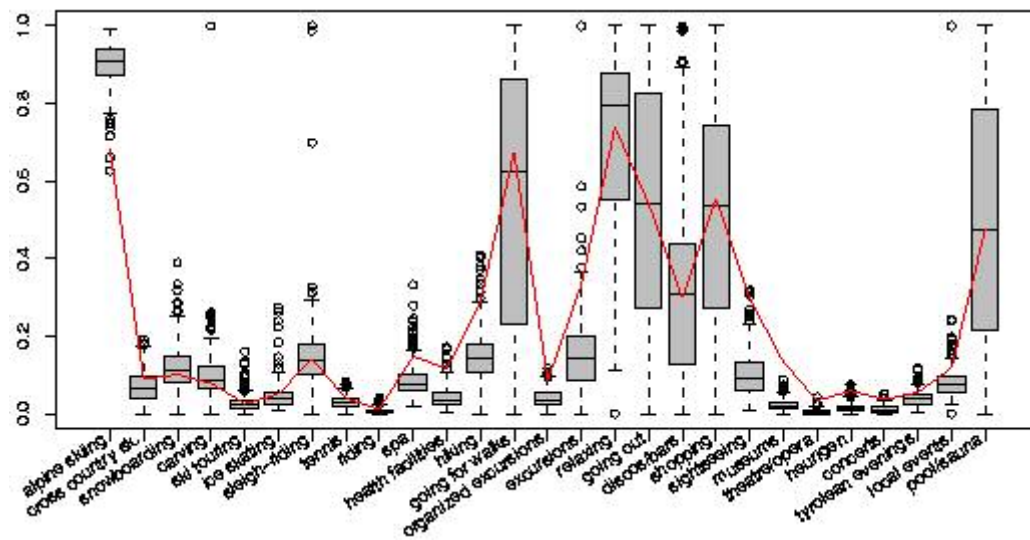 1.0
0.8
0.6
0.4
0.2
0.0
alpine skiing
cross country sk.
snowboarding
carving
ski touring
ice skating
sleigh-riding
tennis
riding
spa
health facilities
hiking
going for walks
organized excursions
excursions
relaxing
going out
discos/bars
shopping
sightseeing
museums
theater/opera
heurigen
concerts
tyrolean evenings
local events
pool/sauna